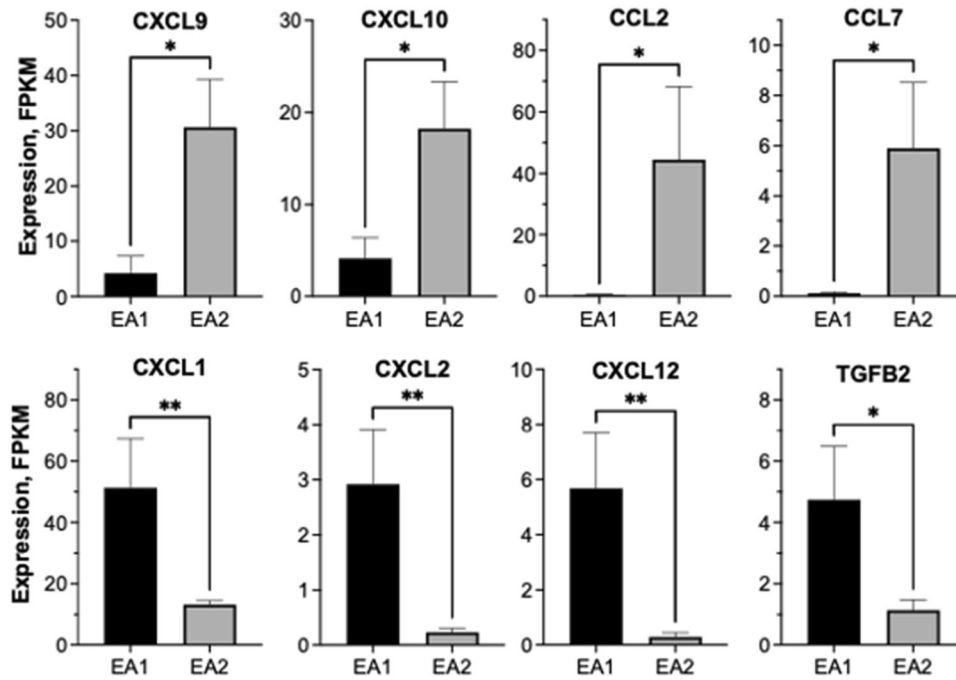 CXCL9
CXCL10
CCL2
CCL7
Expression, FPKM
50
40
30
20
10
0
*
EA1 EA2
30
20
10
0
*
EA1 EA2
80
60
40
20
0
*
EA1 EA2
10
8
6
4
2
0
*
EA1 EA2
CXCL1
CXCL2
CXCL12
TGFB2
Expression, FPKM
80
60
40
20
0
**
EA1 EA2
5
4
3
2
1
0
**
EA1 EA2
10
8
6
4
2
0
**
EA1 EA2
8
6
4
2
0
*
EA1 EA2